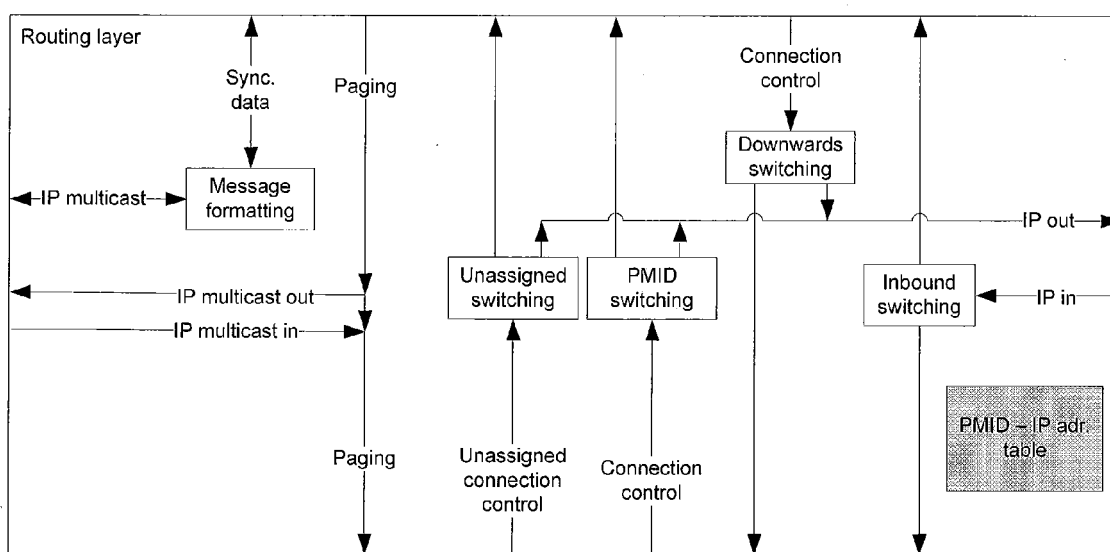 Routing layer
Sync.
data
Paging
Connection
control
Downwards
switching
IP multicast
Message
formatting
IP out
Unassigned
switching
PMID
switching
Inbound
switching
IP in
IP multicast out
IP multicast in
PMID – IP adr.
table
Paging
Unassigned
connection
control
Connection
control